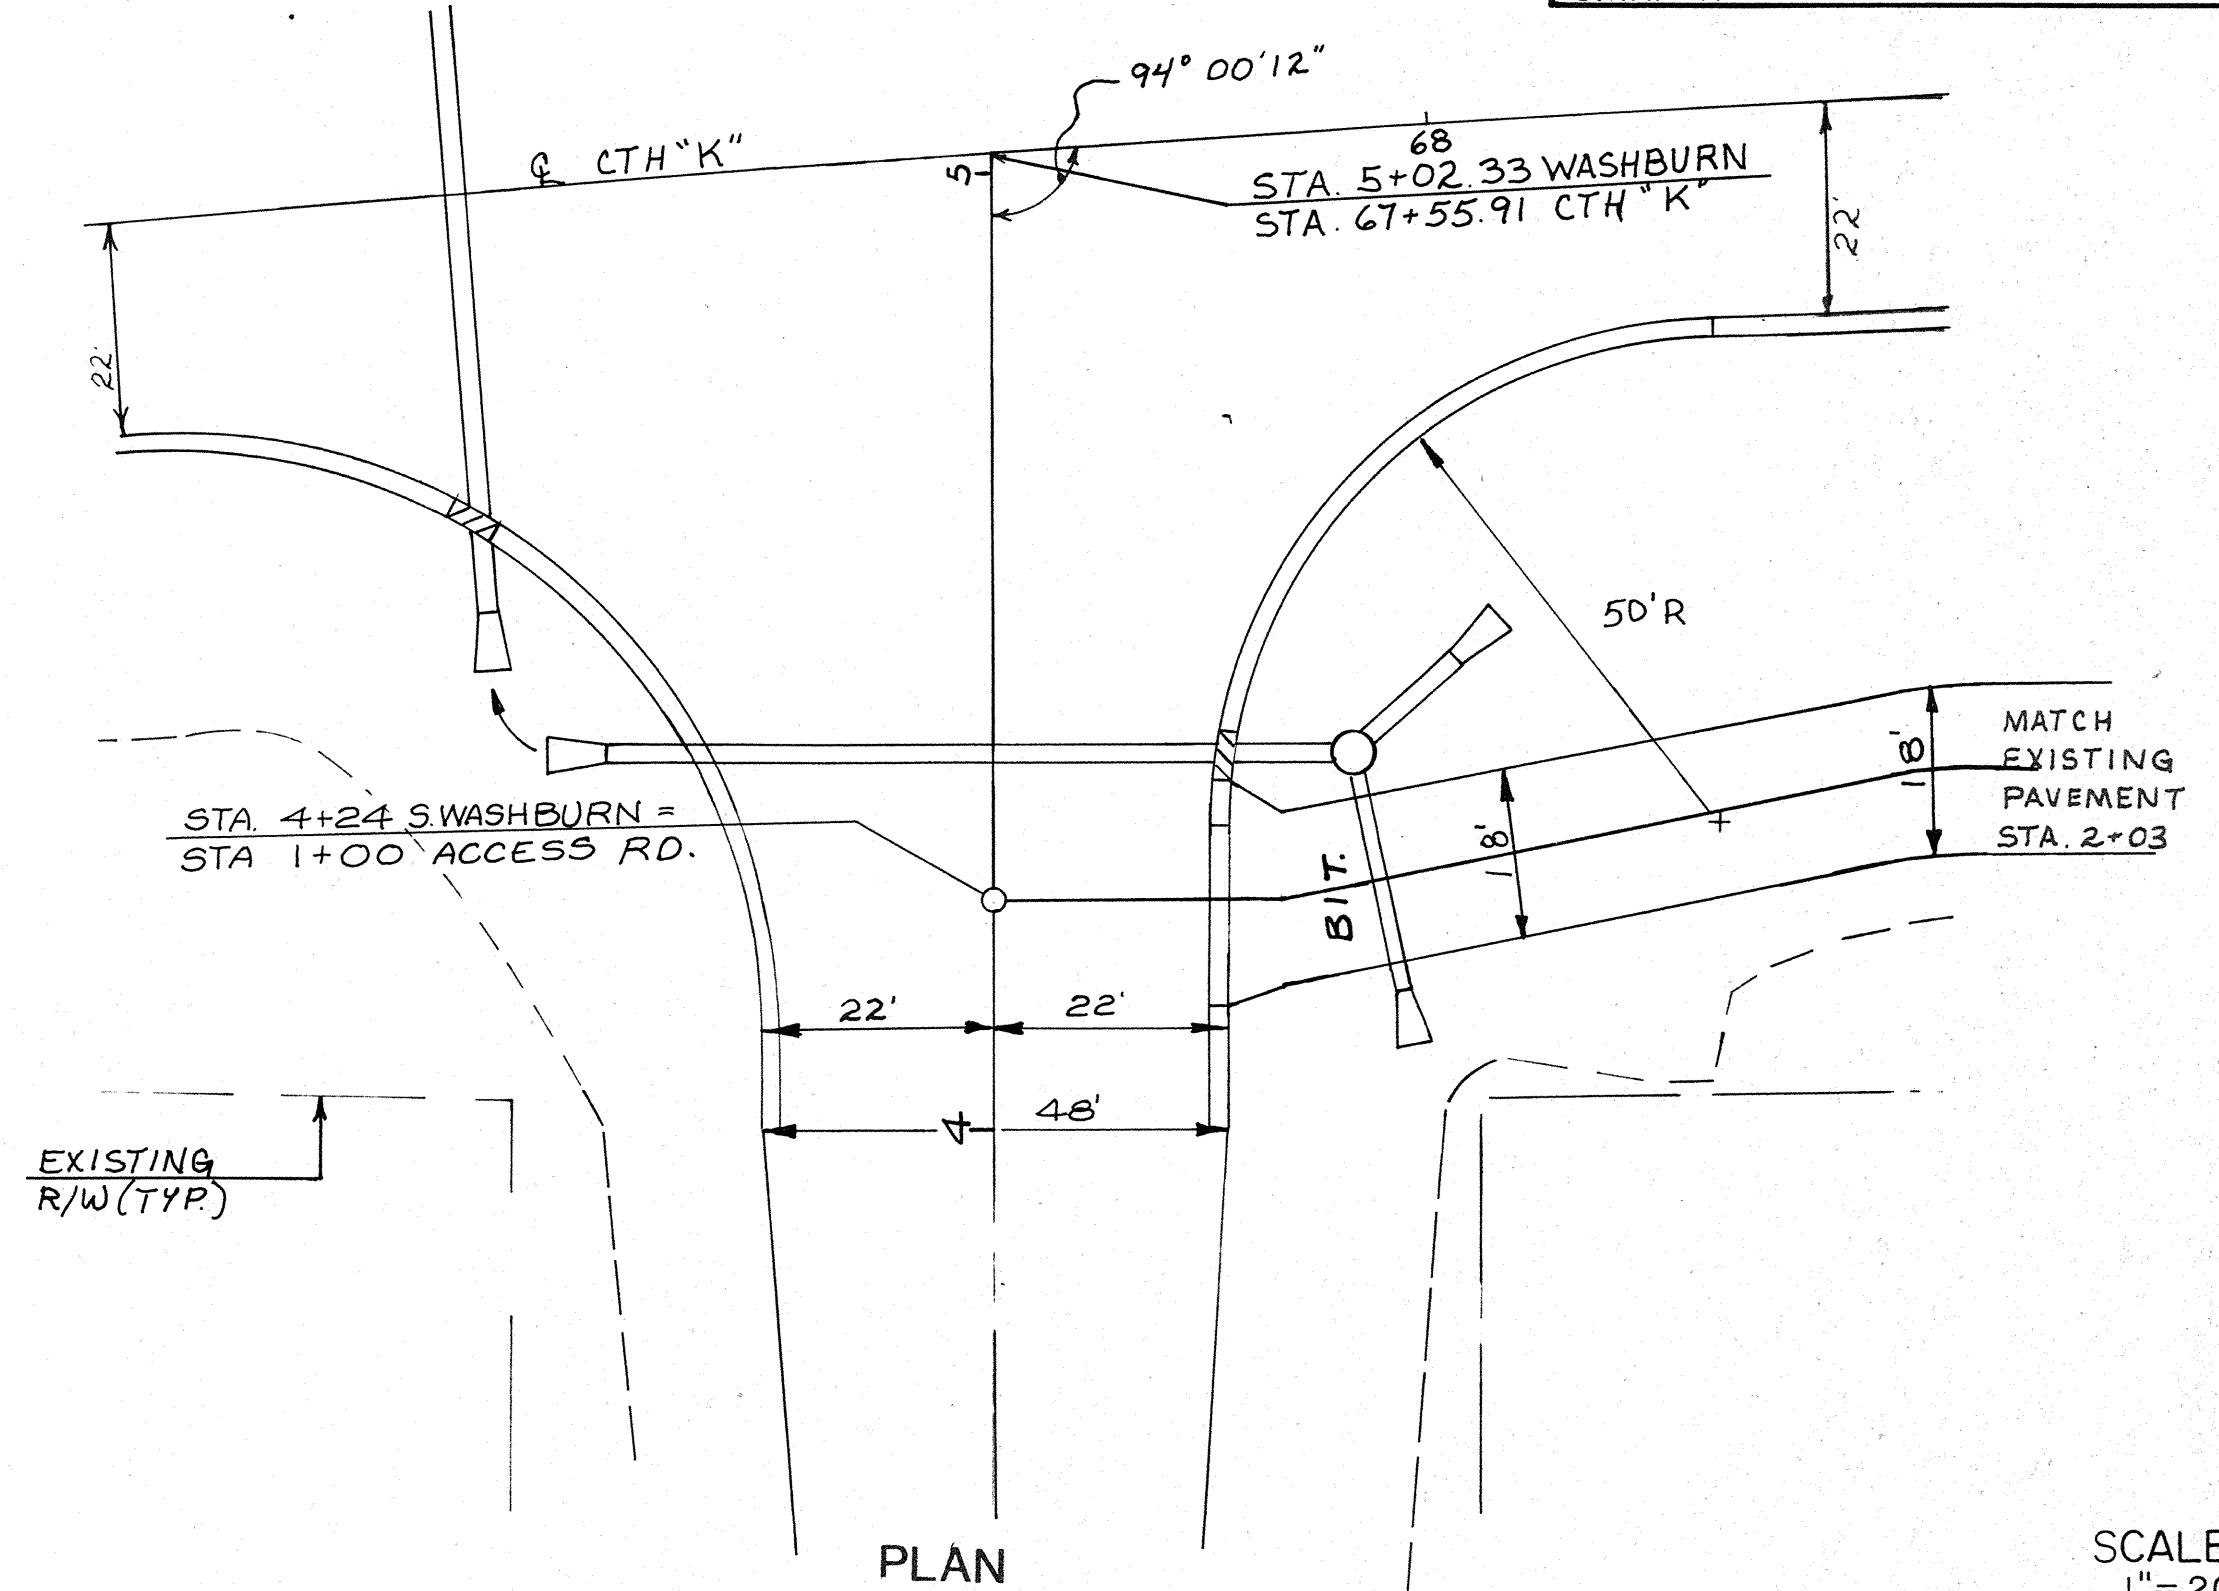 94° 00'12"
℄ CTH "K"
68
5
STA. 5+02.33 WASHBURN
STA. 67+55.91 CTH "K"
22'
22'
50'R
18'
MATCH
EXISTING
PAVEMENT
STA. 2+03
STA. 4+24 S. WASHBURN =
STA 1+00 ACCESS RD.
18'
BIT.
22'
22'
48'
4
EXISTING
R/W (TYP.)
PLAN
SCALE